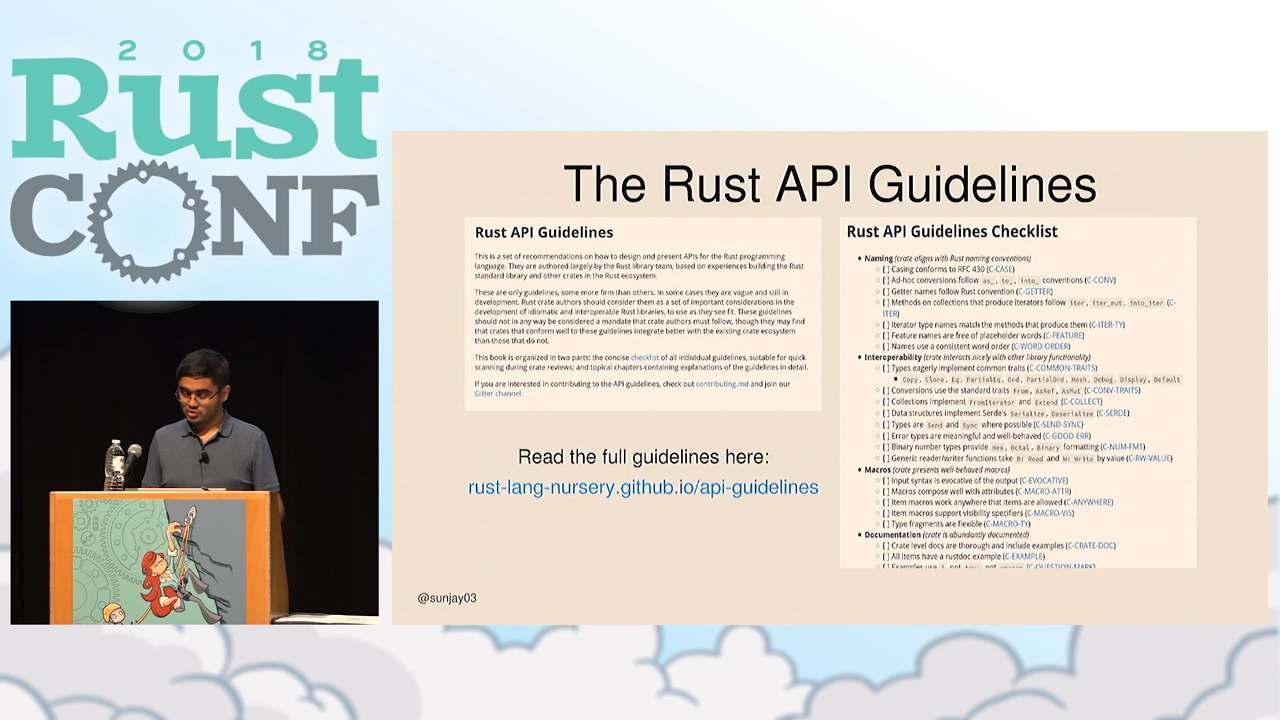 2018
Rust
CONF
The Rust API Guidelines
Rust API Guidelines
This is a set of recommendations on how to design and present APIs for the Rust programming
language. They are authored largely by the Rust library team, based on experiences building the Rust
standard library and other crates in the Rust ecosystem.
These are only guidelines, some more firm than others. In some cases they are vague and still in
development. Rust crate authors should consider them as a set of important considerations in the
development of idiomatic and interoperable Rust libraries, to use as they see fit. These guidelines
should not in any way be considered a mandate that crate authors must follow, though they may find
that crates that conform well to these guidelines integrate better with the existing crate ecosystem
than those that do not.
This book is organized in two parts: the concise checklist of all individual guidelines, suitable for quick
scanning during crate reviews; and topical chapters containing explanations of the guidelines in detail.
If you are interested in contributing to the API guidelines, check out contributing.md and join our
Gitter channel.
Read the full guidelines here:
rust-lang-nursery.github.io/api-guidelines
Rust API Guidelines Checklist
• Naming (crate aligns with Rust naming conventions)
○ [ ] Casing conforms to RFC 430 (C-CASE)
○ [ ] Ad-hoc conversions follow as_, to_, into_ conventions (C-CONV)
○ [ ] Getter names follow Rust convention (C-GETTER)
○ [ ] Methods on collections that produce iterators follow iter, iter_mut, into_iter (C-
ITER)
○ [ ] Iterator type names match the methods that produce them (C-ITER-TY)
○ [ ] Feature names are free of placeholder words (C-FEATURE)
○ [ ] Names use a consistent word order (C-WORD-ORDER)
• Interoperability (crate interacts nicely with other library functionality)
○ [ ] Types eagerly implement common traits (C-COMMON-TRAITS)
▪ Copy, Clone, Eq, PartialEq, Ord, PartialOrd, Hash, Debug, Display, Default
○ [ ] Conversions use the standard traits From, AsRef, AsMut (C-CONV-TRAITS)
○ [ ] Collections implement FromIterator and Extend (C-COLLECT)
○ [ ] Data structures implement Serde's Serialize, Deserialize (C-SERDE)
○ [ ] Types are Send and Sync where possible (C-SEND-SYNC)
○ [ ] Error types are meaningful and well-behaved (C-GOOD-ERR)
○ [ ] Binary number types provide Hex, Octal, Binary formatting (C-NUM-FMT)
○ [ ] Generic reader/writer functions take R: Read and W: Write by value (C-RW-VALUE)
• Macros (crate presents well-behaved macros)
○ [ ] Input syntax is evocative of the output (C-EVOCATIVE)
○ [ ] Macros compose well with attributes (C-MACRO-ATTR)
○ [ ] Item macros work anywhere that items are allowed (C-ANYWHERE)
○ [ ] Item macros support visibility specifiers (C-MACRO-VIS)
○ [ ] Type fragments are flexible (C-MACRO-TY)
• Documentation (crate is abundantly documented)
○ [ ] Crate level docs are thorough and include examples (C-CRATE-DOC)
○ [ ] All items have a rustdoc example (C-EXAMPLE)
○ [ ] Examples use ?, not try!, not unwrap (C-QUESTION-MARK)
@sunjay03